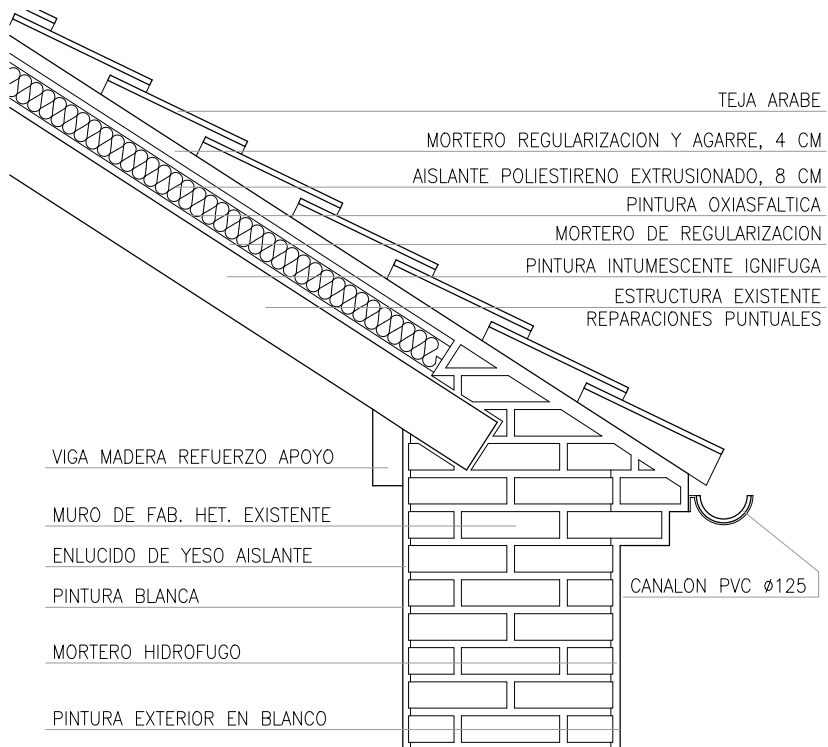 TEJA ARABE
MORTERO REGULARIZACION Y AGARRE, 4 CM
AISLANTE POLIESTIRENO EXTRUSIONADO, 8 CM
PINTURA OXIASFALTICA
MORTERO DE REGULARIZACION
PINTURA INTUMESCENTE IGNIFUGA
ESTRUCTURA EXISTENTE
REPARACIONES PUNTUALES
VIGA MADERA REFUERZO APOYO
MURO DE FAB. HET. EXISTENTE
ENLUCIDO DE YESO AISLANTE
PINTURA BLANCA
CANALON PVC Ø125
MORTERO HIDROFUGO
PINTURA EXTERIOR EN BLANCO